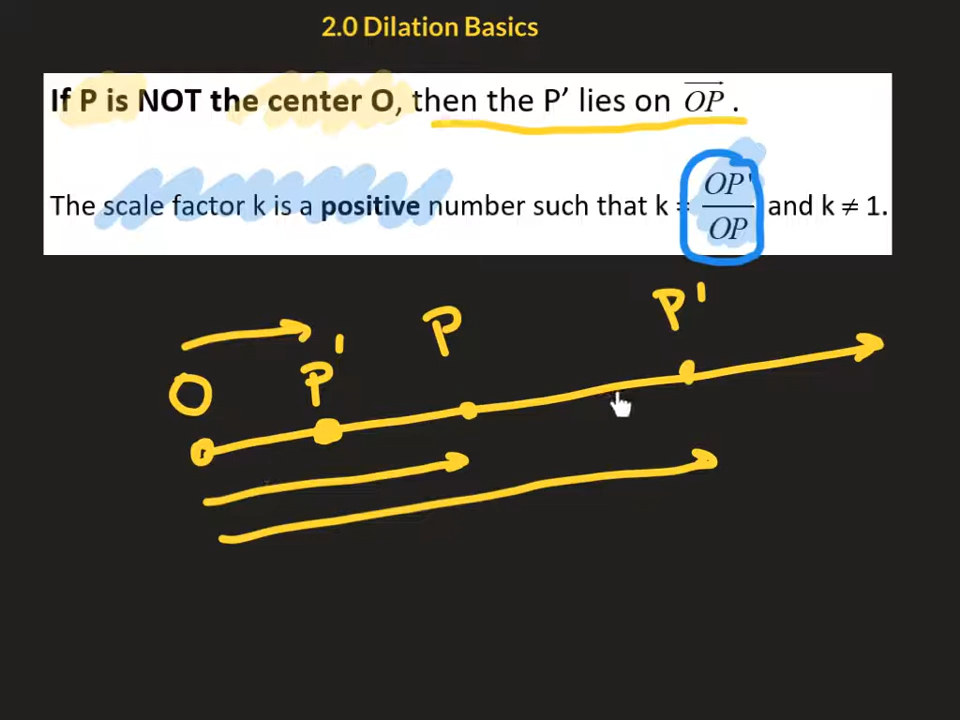 2.0 Dilation Basics
If P is NOT the center O, then the P’ lies on OP .
The scale factor k is a positive number such that k = OP'/OP and k ≠ 1.
O P' P P'